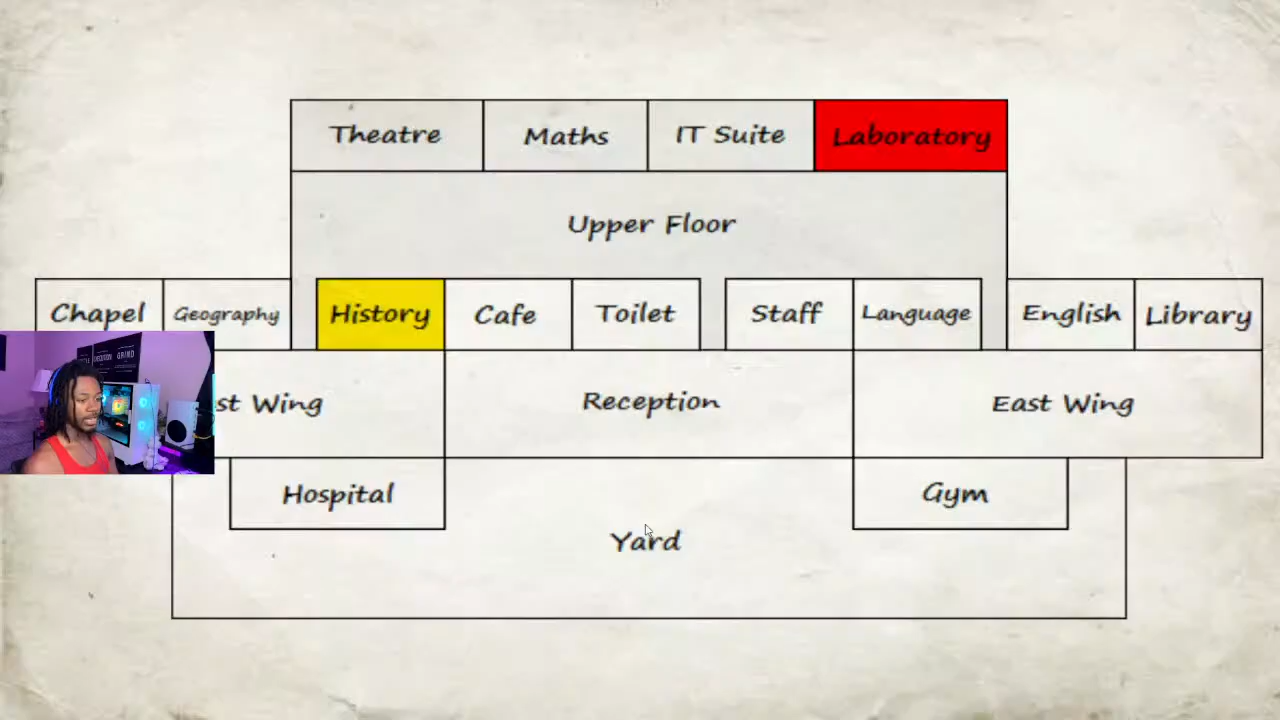 Theatre
Maths
IT Suite
Laboratory
Upper Floor
Chapel
Geography
History
Cafe
Toilet
Staff
Language
English
Library
st Wing
Reception
East Wing
Hospital
Gym
Yard